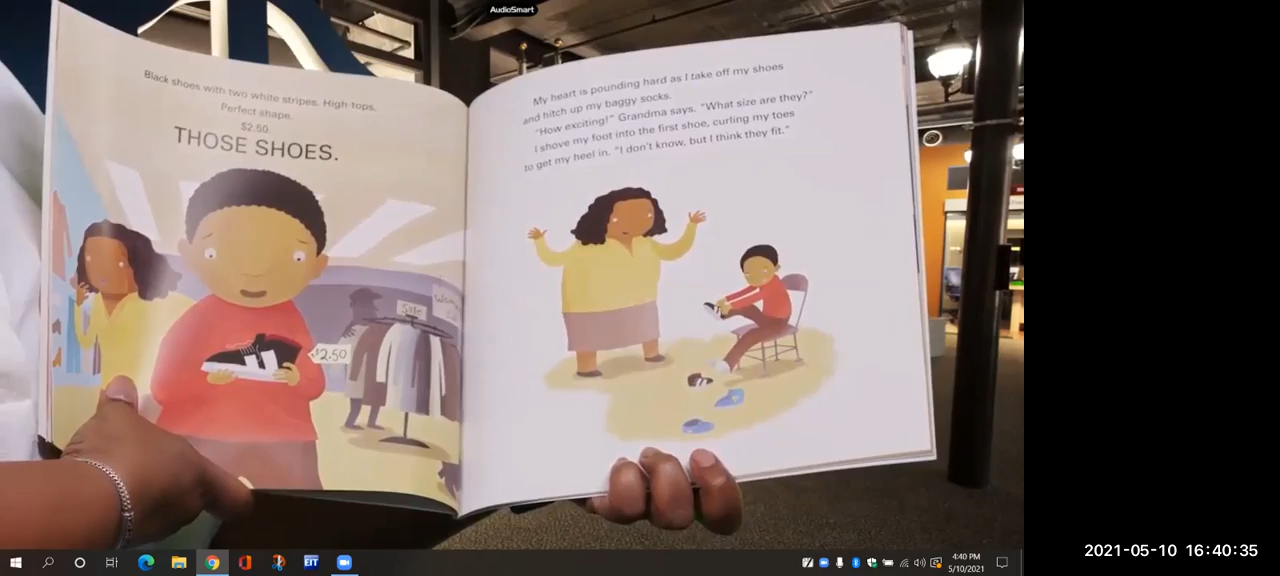 AudioSmart
Black shoes with two white stripes. High-tops.
Perfect shape.
$2.50.
THOSE SHOES.
Sale
$2.50
My heart is pounding hard as I take off my shoes
and hitch up my baggy socks.
"How exciting!" Grandma says. "What size are they?"
I shove my foot into the first shoe, curling my toes
to get my heel in. "I don't know, but I think they fit."
EIT
4:40 PM
5/10/2021
2021-05-10 16:40:35